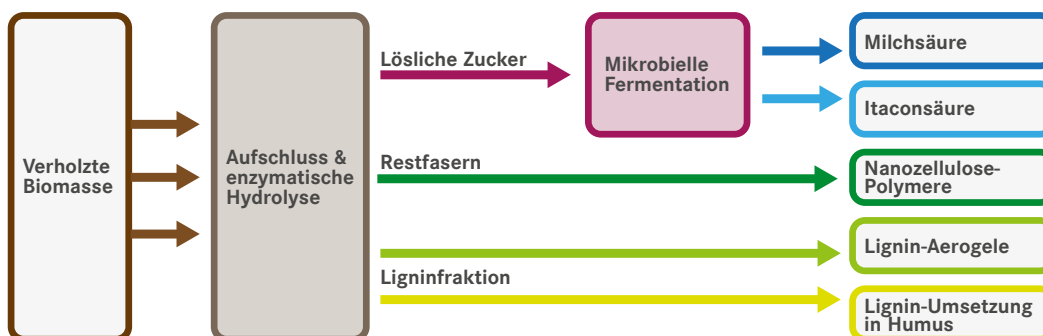 Verholzte
Biomasse
Aufschluss &
enzymatische
Hydrolyse
Lösliche Zucker
Restfasern
Ligninfraktion
Mikrobielle
Fermentation
Milchsäure
Itaconsäure
Nanozellulose-
Polymere
Lignin-Aerogele
Lignin-Umsetzung
in Humus